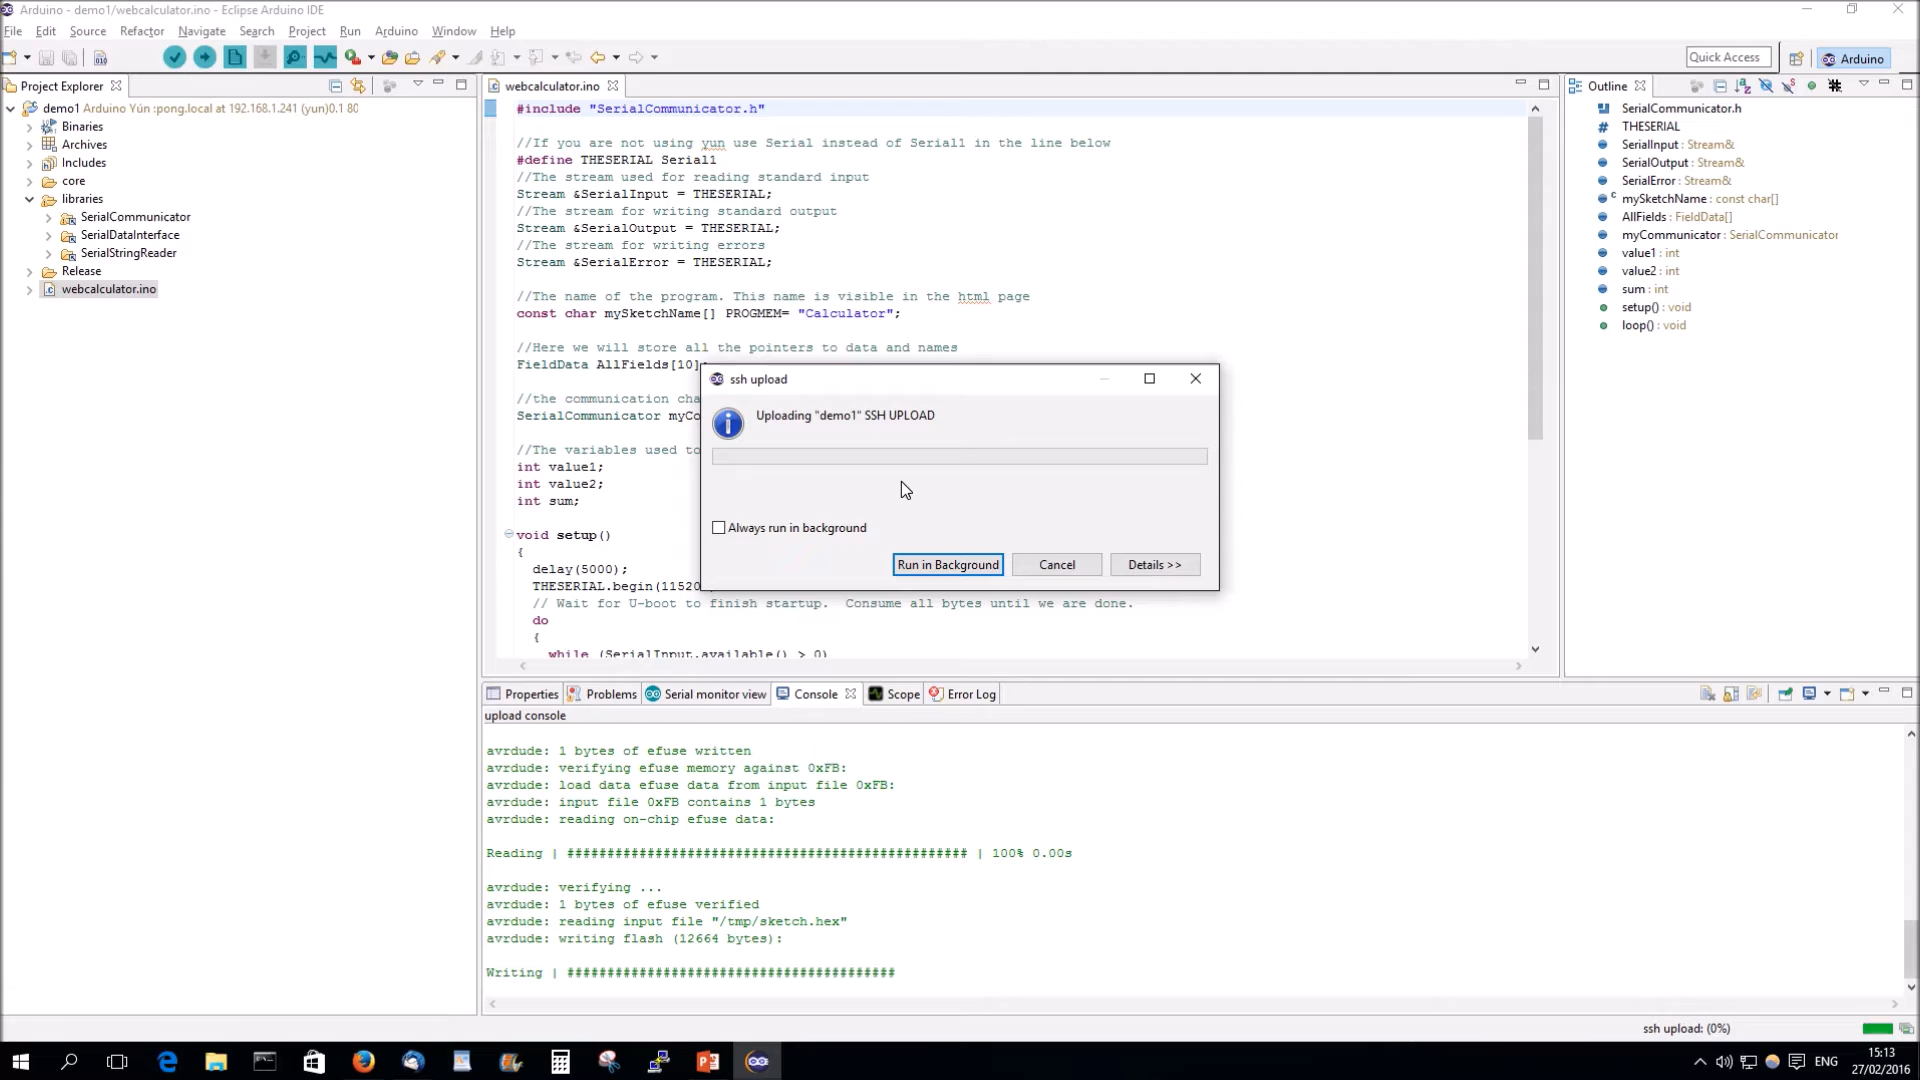 Arduino - demo1/webcalculator.ino - Eclipse Arduino IDE
File Edit Source Refactor Navigate Search Project Run Arduino Window Help
Quick Access
Arduino
Project Explorer
demo1 Arduino Yún :pong.local at 192.168.1.241 (yun)0.1 80
Binaries
Archives
Includes
core
libraries
SerialCommunicator
SerialDataInterface
SerialStringReader
Release
webcalculator.ino
webcalculator.ino
#include "SerialCommunicator.h"
//If you are not using yun use Serial instead of Serial1 in the line below
#define THESERIAL Serial1
//The stream used for reading standard input
Stream &SerialInput = THESERIAL;
//The stream for writing standard output
Stream &SerialOutput = THESERIAL;
//The stream for writing errors
Stream &SerialError = THESERIAL;
//The name of the program. This name is visible in the html page
const char mySketchName[] PROGMEM= "Calculator";
//Here we will store all the pointers to data and names
FieldData AllFields[10];
//the communication cha
SerialCommunicator myCo
//The variables used to
int value1;
int value2;
int sum;
void setup()
{
delay(5000);
THESERIAL.begin(11520
// Wait for U-boot to finish startup.  Consume all bytes until we are done.
do
{
while (SerialInput.available() > 0)
ssh upload
Uploading "demo1" SSH UPLOAD
Always run in background
Run in Background
Cancel
Details >>
Outline
SerialCommunicator.h
THESERIAL
SerialInput : Stream&
SerialOutput : Stream&
SerialError : Stream&
mySketchName : const char[]
AllFields : FieldData[]
myCommunicator : SerialCommunicator
value1 : int
value2 : int
sum : int
setup() : void
loop() : void
Properties Problems Serial monitor view Console Scope Error Log
upload console
avrdude: 1 bytes of efuse written
avrdude: verifying efuse memory against 0xFB:
avrdude: load data efuse data from input file 0xFB:
avrdude: input file 0xFB contains 1 bytes
avrdude: reading on-chip efuse data:
Reading | ################################################## | 100% 0.00s
avrdude: verifying ...
avrdude: 1 bytes of efuse verified
avrdude: reading input file "/tmp/sketch.hex"
avrdude: writing flash (12664 bytes):
Writing | #########################################
ssh upload: (0%)
ENG
15:13
27/02/2016